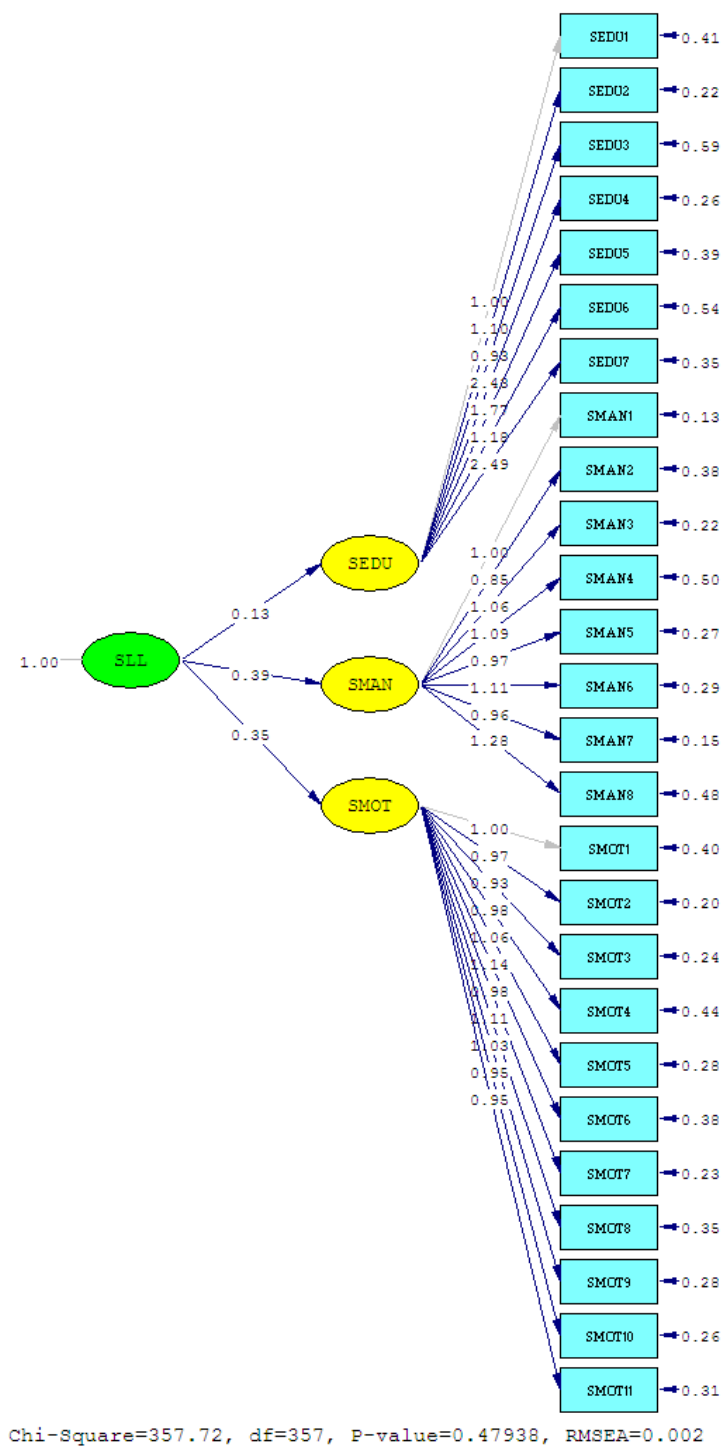 SEDU1 0.41
SEDU2 0.22
SEDU3 0.59
SEDU4 0.26
SEDU5 0.39
1.00
SEDU6 0.54
1.10
0.93
SEDU7 0.35
2.48
1.77
SMAN1 0.13
1.18
2.49
SMAN2 0.38
SMAN3 0.22
1.00
SEDU
0.85
SMAN4 0.50
1.06
0.13
1.09
SMAN5 0.27
0.97
1.00 SLL
0.39 SMAN 1.11 SMAN6 0.29
0.96
0.35 1.28 SMAN7 0.15
SMAN8 0.48
SMOT
1.00
SMOT1 0.40
0.97
0.93
SMOT2 0.20
0.98
1.06
SMOT3 0.24
1.14
.98
SMOT4 0.44
1.11
1.03
SMOT5 0.28
0.95
0.95
SMOT6 0.38
SMOT7 0.23
SMOT8 0.35
SMOT9 0.28
SMOT10 0.26
SMOT11 0.31
Chi-Square=357.72, df=357, P-value=0.47938, RMSEA=0.002